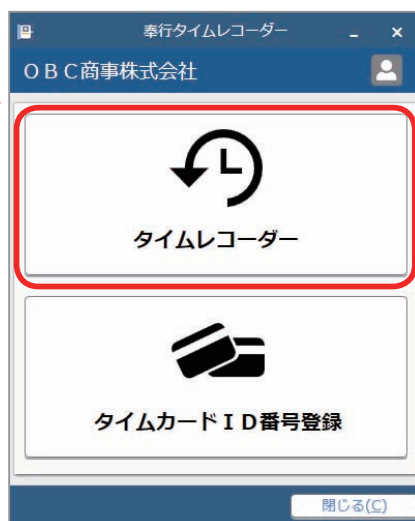 奉行タイムレコーダー
ＯＢＣ商事株式会社
タイムレコーダー
タイムカードＩＤ番号登録
閉じる(C)